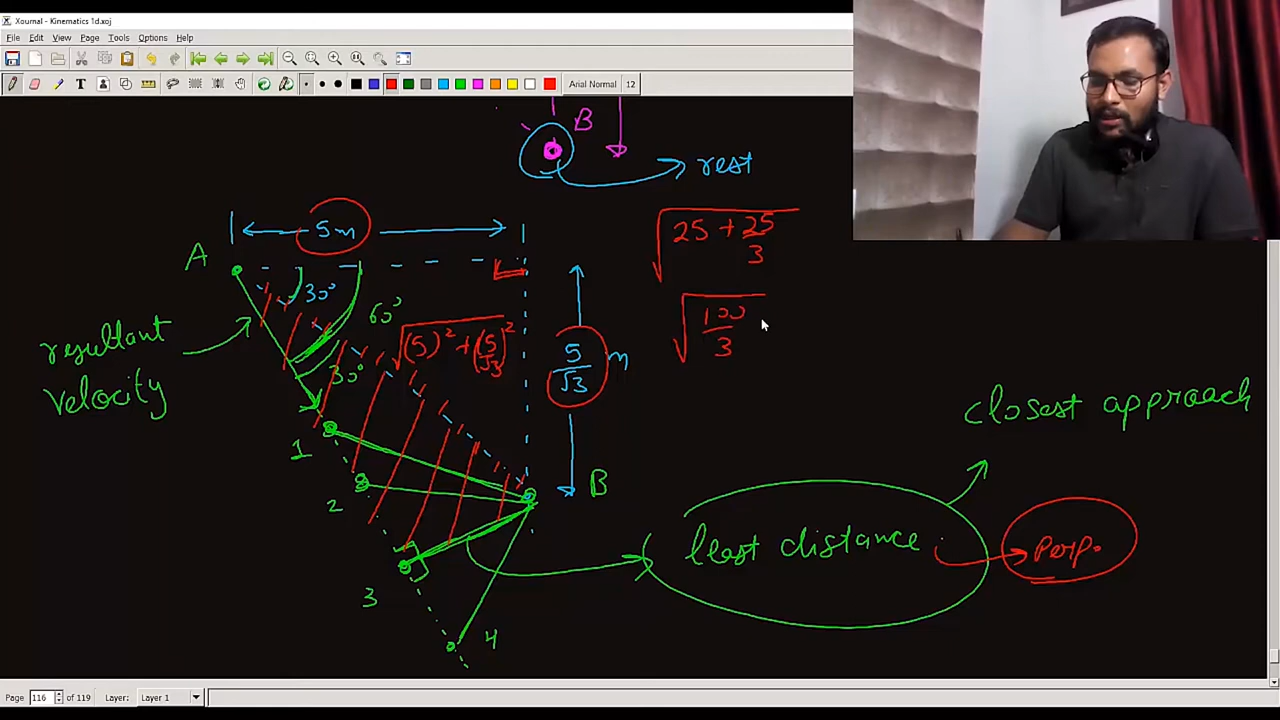 Xournal - Kinematics 1d.xoj
File Edit View Journal Tools Options Help
Arial Normal 12
B
rest
5m
A
30°
60°
30°
√(5)² + (5/√3)²
5/√3 m
√25 + 25/3
√100/3
resultant
velocity
closest approach
1
2
3
4
B
least distance
perp.
Page 116 of 119 Layer: Layer 1